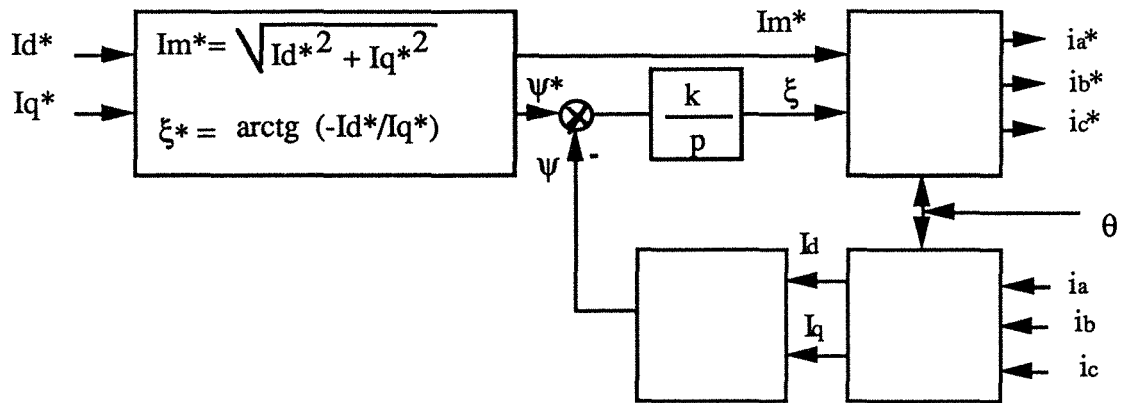 Id*
Iq*
Im*= √Id*² + Iq*²
ξ* = arctg (-Id*/Iq*)
Im*
ψ*
k
p
ξ
ia*
ib*
ic*
ψ
-
θ
Id
Iq
ia
ib
ic